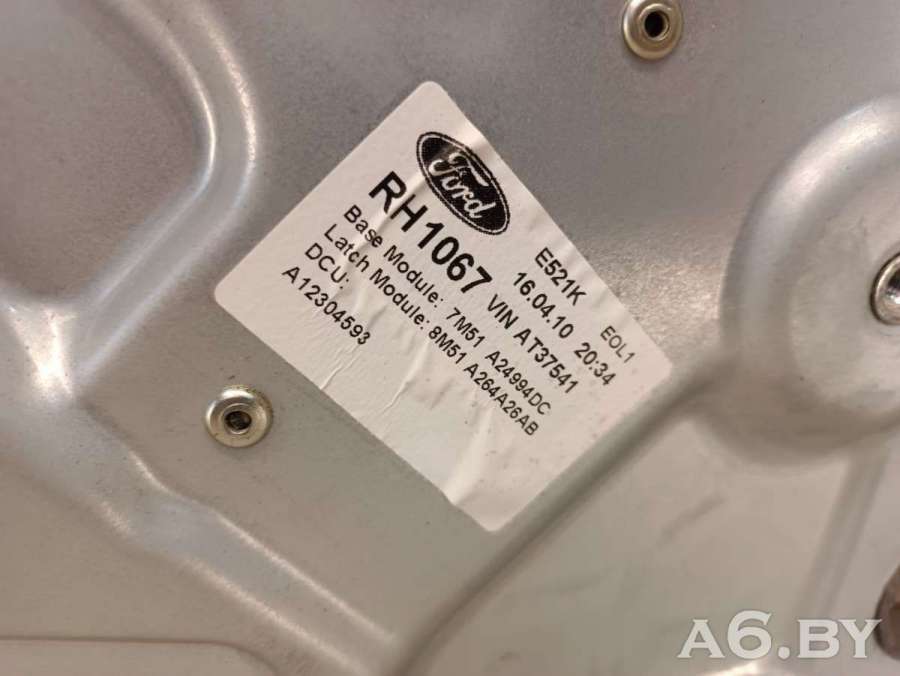 Ford
E521K EOL1
RH1067 16.04.10 20:34
VIN AT37541
Base Module: 7M51 A24994DC
Latch Module: 8M51 A264A26AB
DCU:
A12304593
A6.BY